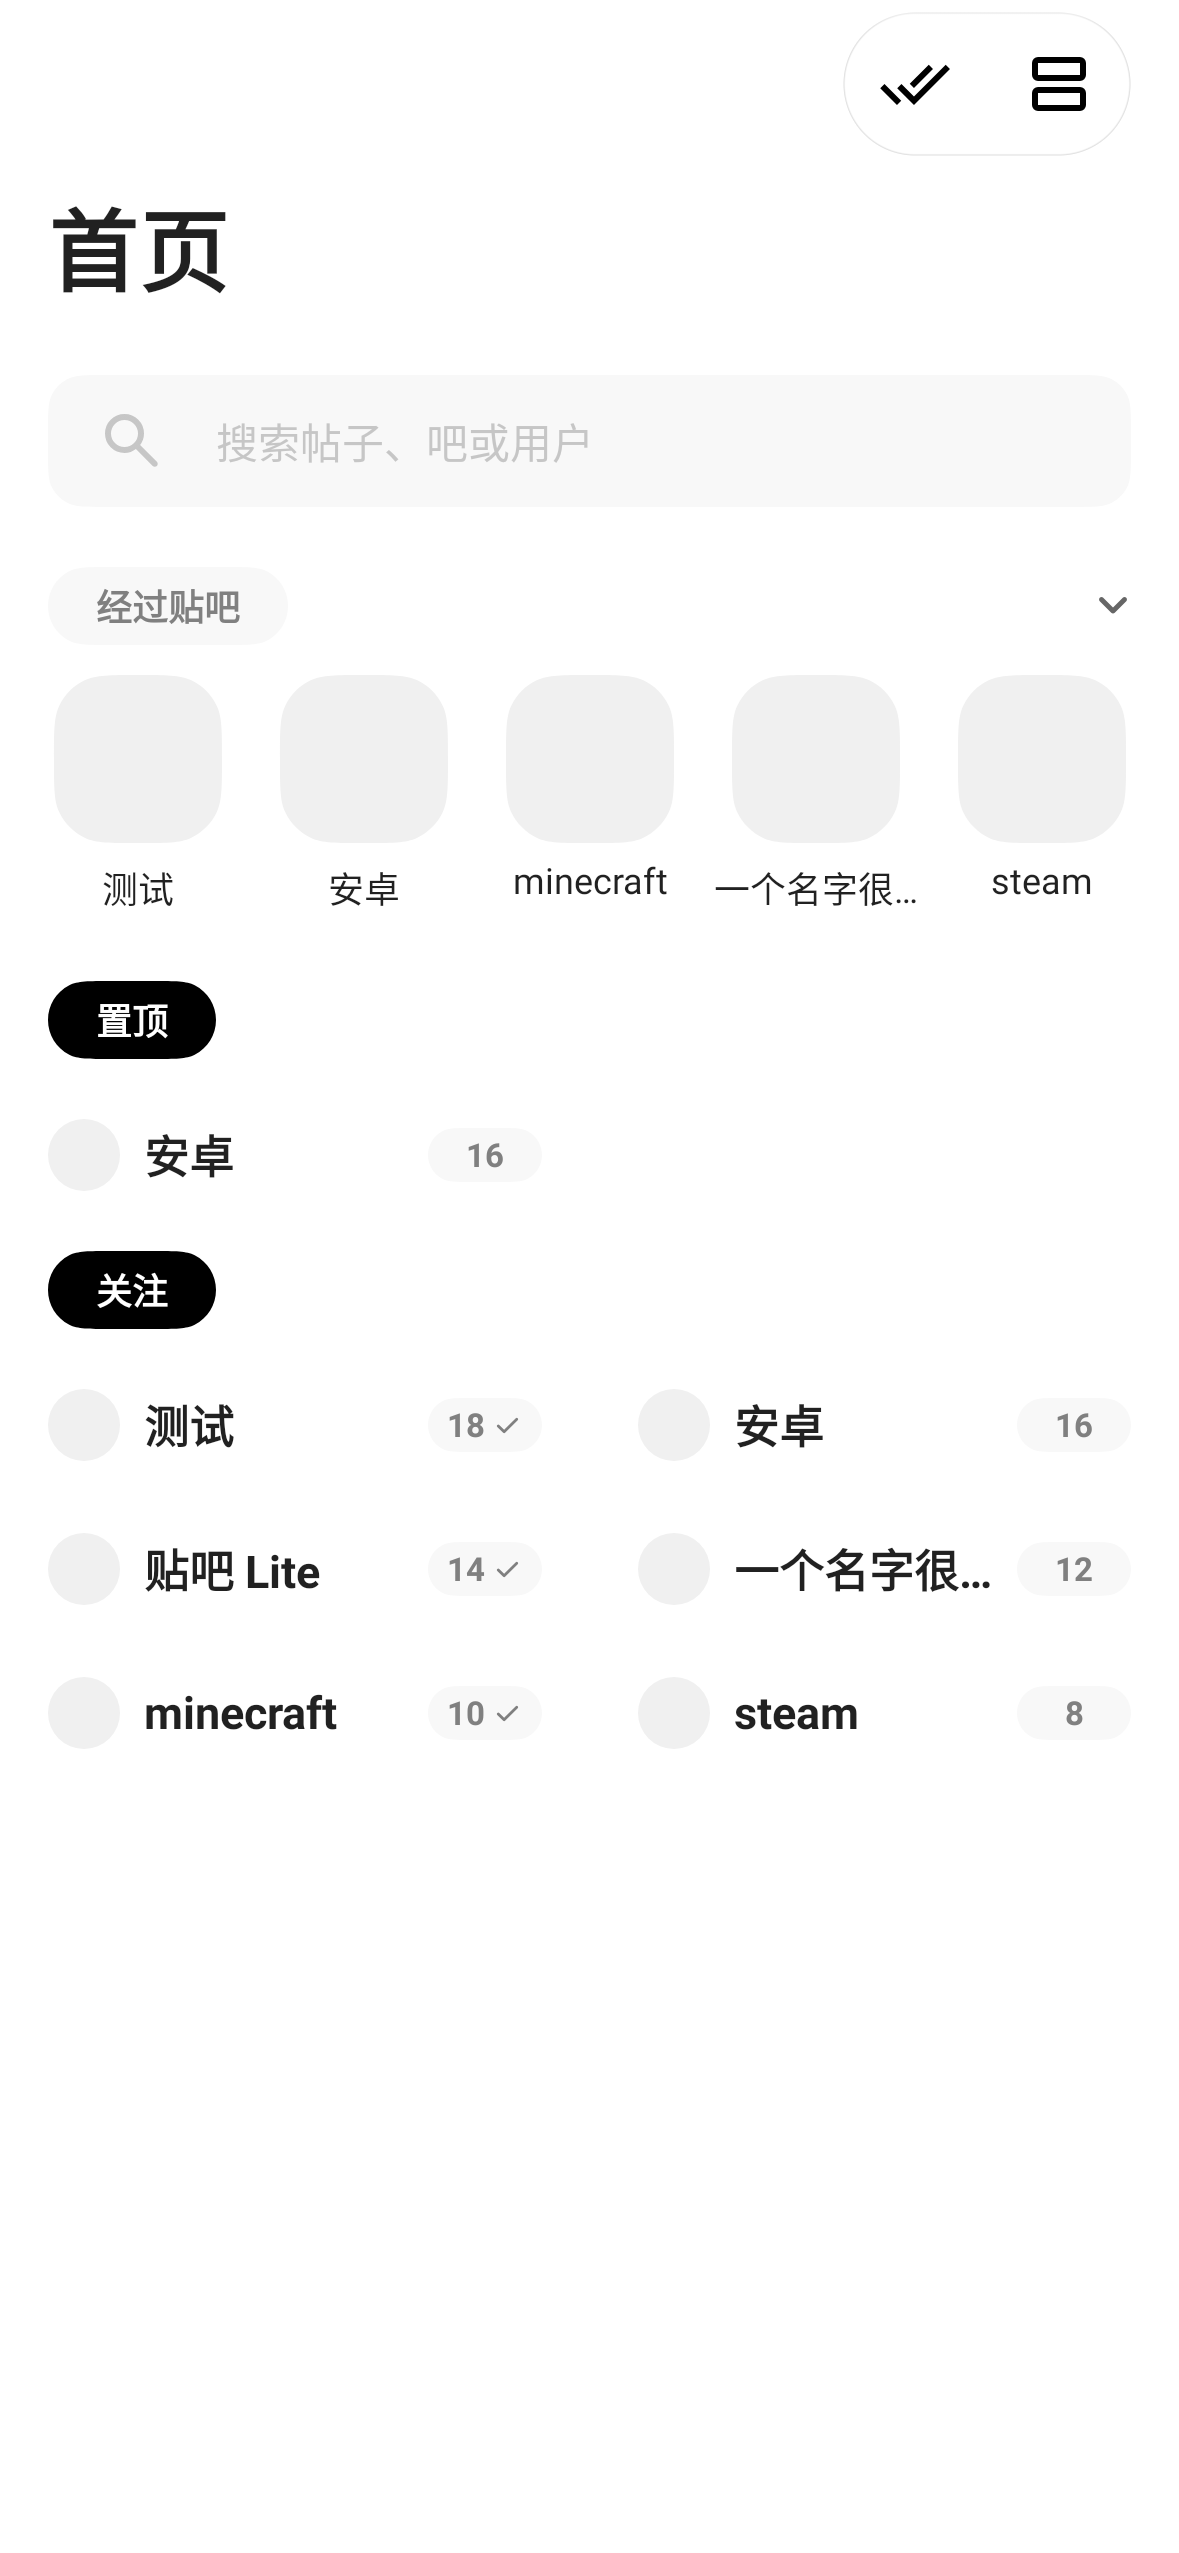 首页
搜索帖子、吧或用户
经过贴吧
测试 安卓 minecraft 一个名字很... steam
置顶
安卓 16
关注
测试 18 安卓 16
贴吧 Lite 14 一个名字很... 12
minecraft 10 steam 8